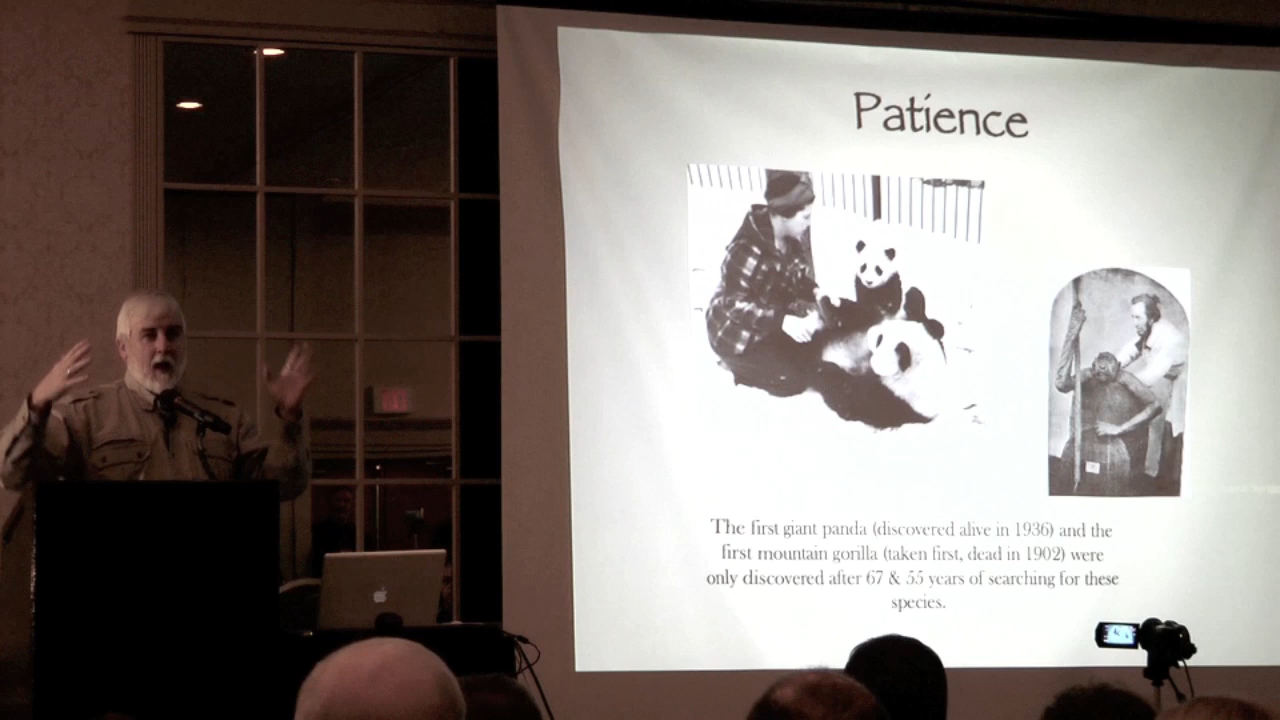 Patience
The first giant panda (discovered alive in 1936) and the
first mountain gorilla (taken first, dead in 1902) were
only discovered after 67 & 55 years of searching for these
species.